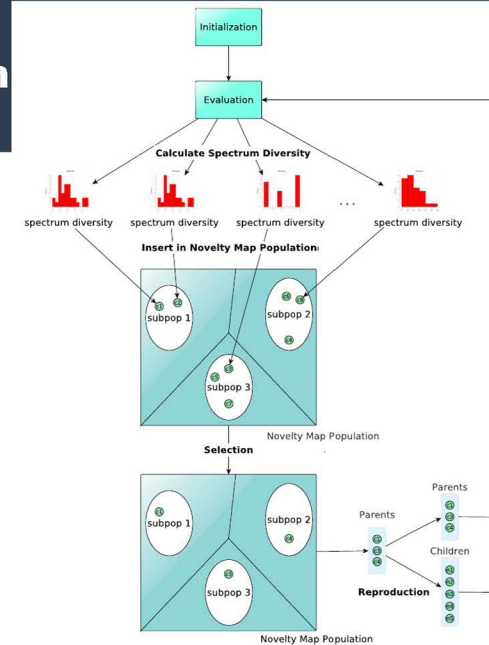 n
Initialization
Evaluation
Calculate Spectrum Diversity
spectrum diversity spectrum diversity spectrum diversity ... spectrum diversity
Insert in Novelty Map Population
subpop 1
subpop 2
subpop 3
Novelty Map Population
Selection
subpop 1
subpop 2
subpop 3
Novelty Map Population
Parents
Reproduction
Parents
Children